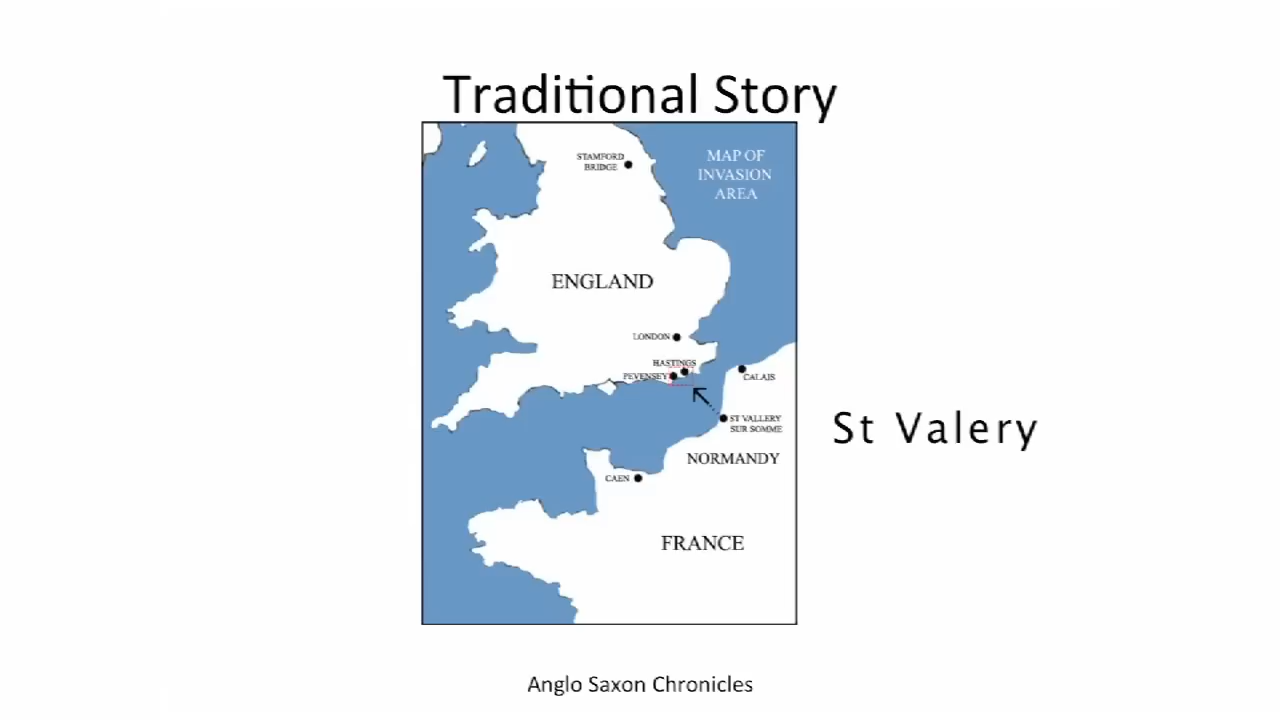 Traditional Story
STAMFORD
BRIDGE
MAP OF
INVASION
AREA
ENGLAND
LONDON
HASTINGS
PEVENSEY
CALAIS
ST VALLERY
SUR SOMME
St Valery
NORMANDY
CAEN
FRANCE
Anglo Saxon Chronicles